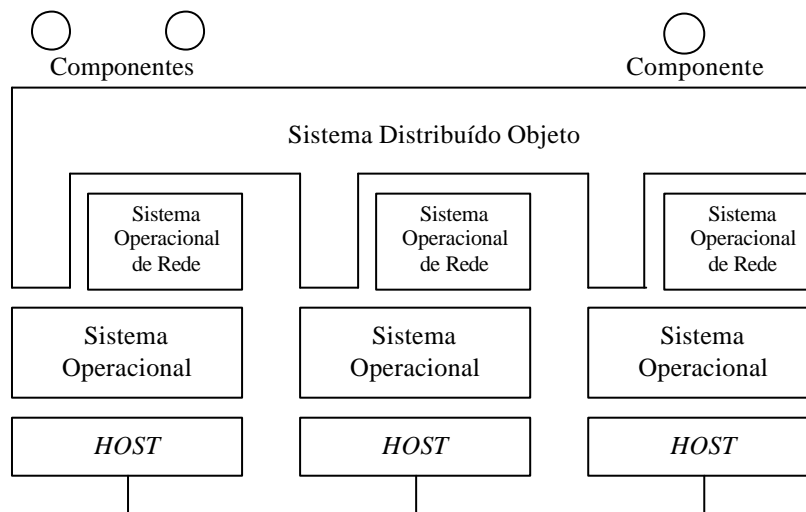 Componentes
Componente
Sistema Distribuído Objeto
Sistema
Operacional
de Rede
Sistema
Operacional
de Rede
Sistema
Operacional
de Rede
Sistema
Operacional
Sistema
Operacional
Sistema
Operacional
HOST
HOST
HOST